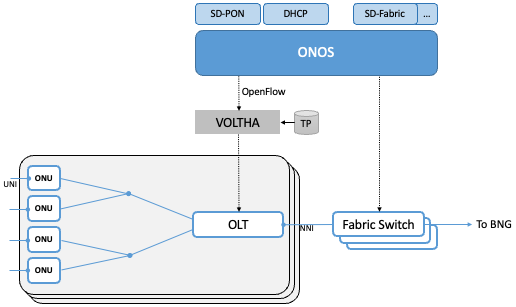 SD-PON
DHCP
SD-Fabric
...
ONOS
OpenFlow
VOLTHA
TP
ONU
UNI
ONU
ONU
ONU
OLT
NNI
Fabric Switch
To BNG